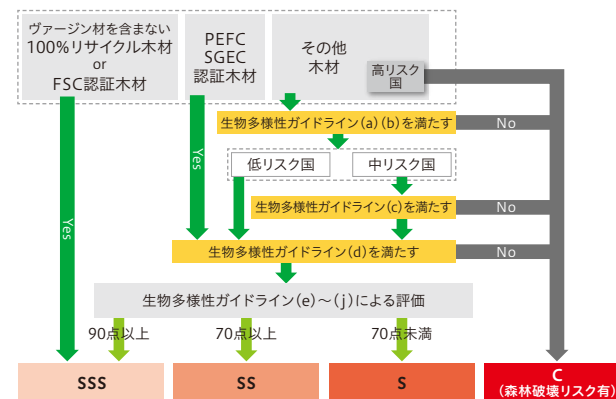 ヴァージン材を含まない
100%リサイクル木材
or
FSC認証木材
PEFC
SGEC
認証木材
その他
木材
高リスク
国
生物多様性ガイドライン(a)(b)を満たす
No
Yes
低リスク国
中リスク国
生物多様性ガイドライン(c)を満たす
No
Yes
生物多様性ガイドライン(d)を満たす
No
生物多様性ガイドライン(e)～(j)による評価
90点以上
70点以上
70点未満
SSS
SS
S
C
(森林破壊リスク有)